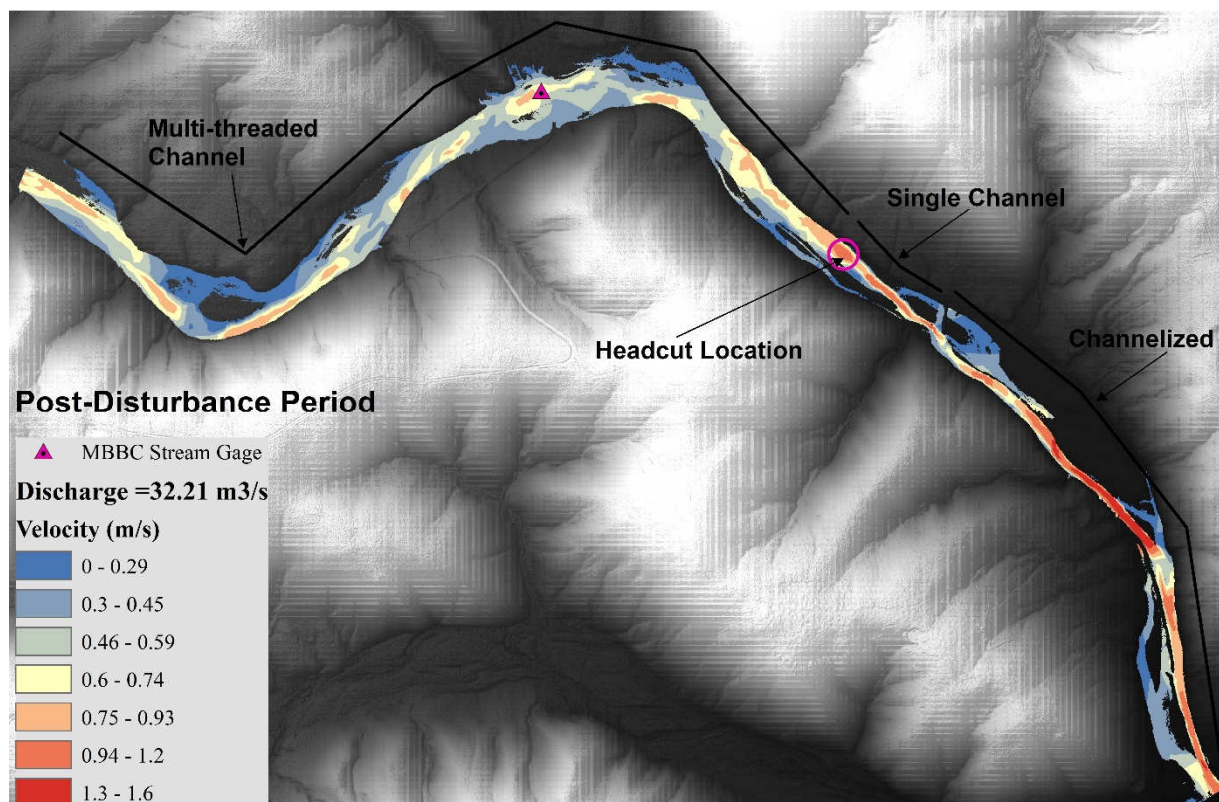 Multi-threaded
Channel
Single Channel
Headcut Location
Channelized
Post-Disturbance Period
MBBC Stream Gage
Discharge =32.21 m3/s
Velocity (m/s)
0 - 0.29
0.3 - 0.45
0.46 - 0.59
0.6 - 0.74
0.75 - 0.93
0.94 - 1.2
1.3 - 1.6